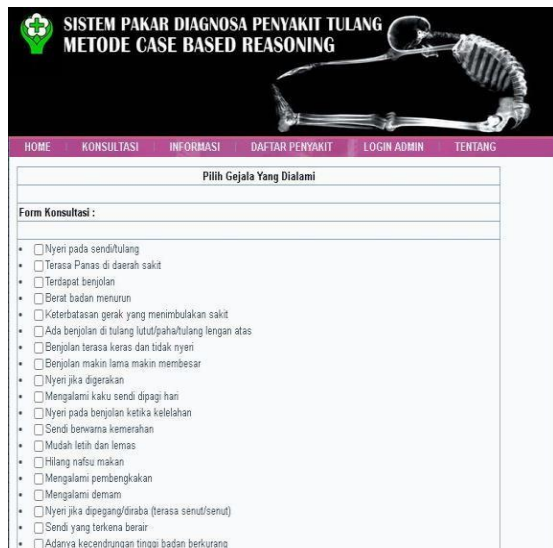 SISTEM PAKAR DIAGNOSA PENYAKIT TULANG
METODE CASE BASED REASONING
HOME KONSULTASI INFORMASI DAFTAR PENYAKIT LOGIN ADMIN TENTANG
Pilih Gejala Yang Dialami
Form Konsultasi :
Nyeri pada sendi/tulang
Terasa Panas di daerah sakit
Terdapat benjolan
Berat badan menurun
Keterbatasan gerak yang menimbulakan sakit
Ada benjolan di tulang lutut/paha/tulang lengan atas
Benjolan terasa keras dan tidak nyeri
Benjolan makin lama makin membesar
Nyeri jika digerakan
Mengalami kaku sendi dipagi hari
Nyeri pada benjolan ketika kelelahan
Sendi berwarna kemerahan
Mudah letih dan lemas
Hilang nafsu makan
Mengalami pembengkakan
Mengalami demam
Nyeri jika dipegang/diraba (terasa senut/senut)
Sendi yang terkena berair
Adanya kecendrungan tinggi badan berkurang